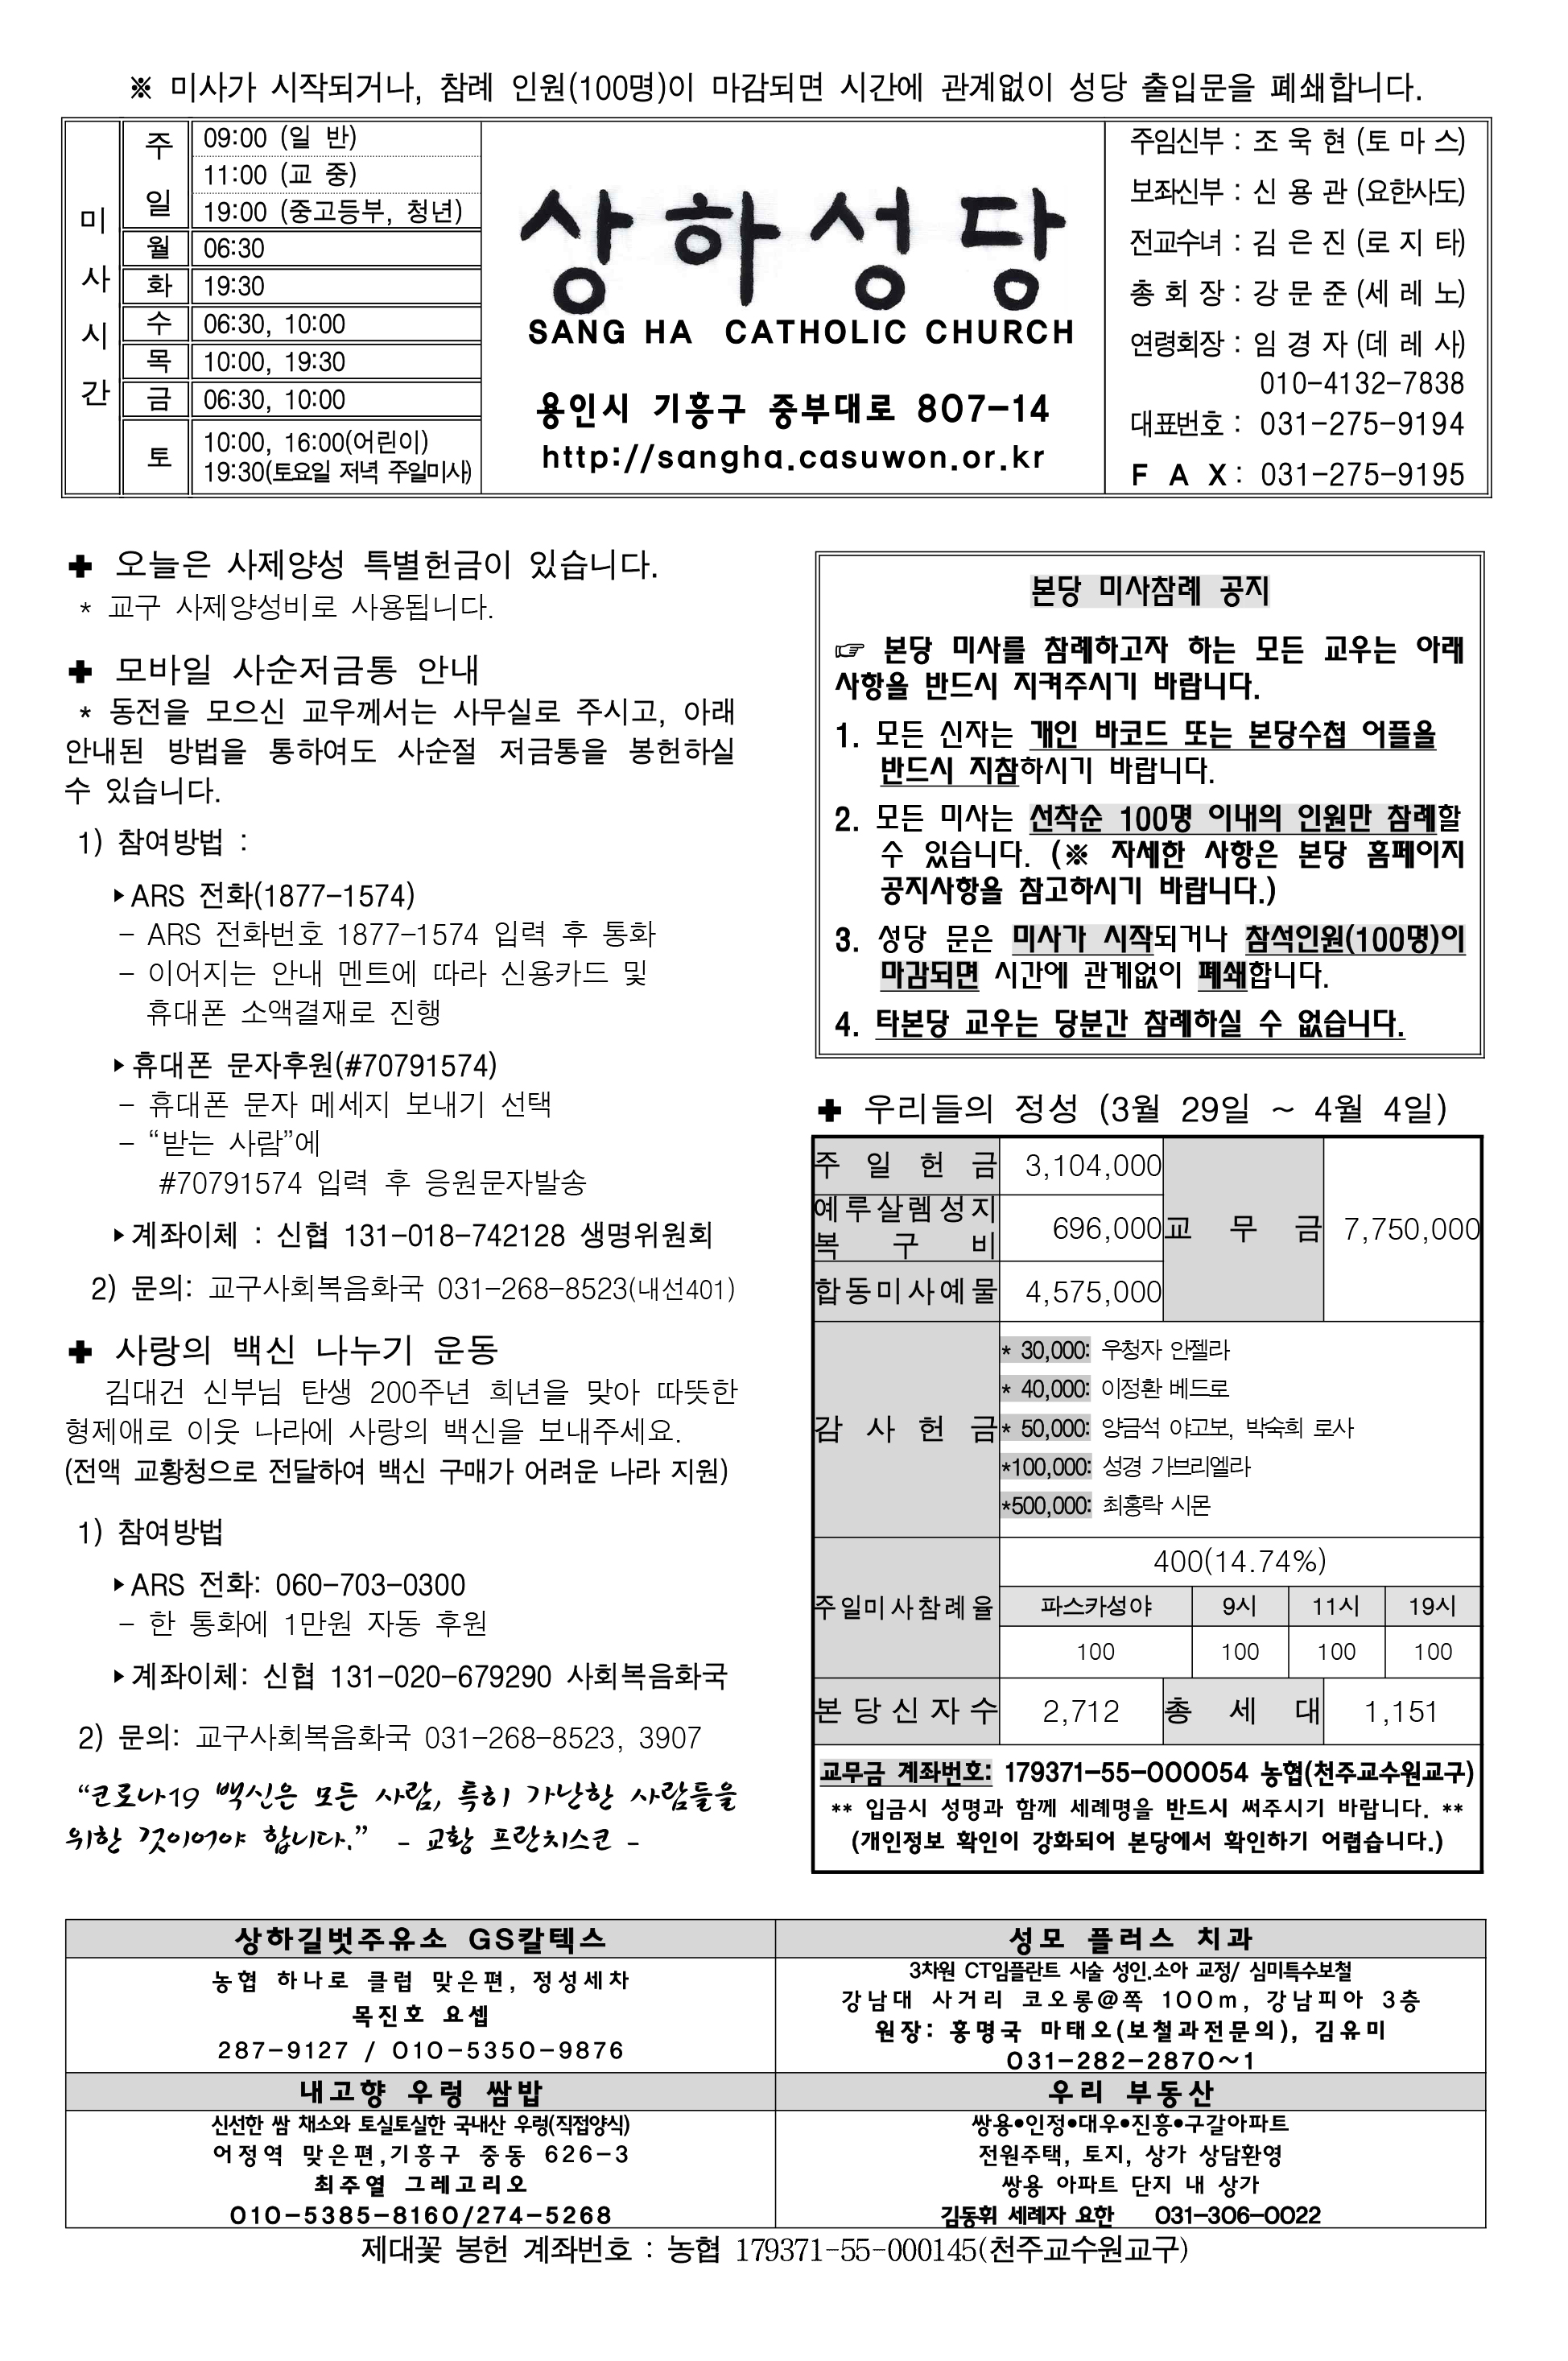 ※ 미사가 시작되거나, 참례 인원(100명)이 마감되면 시간에 관계없이 성당 출입문을 폐쇄합니다.
미사시간
주일
09:00 (일 반)
11:00 (교 중)
19:00 (중고등부, 청년)
월 06:30
화 19:30
수 06:30, 10:00
목 10:00, 19:30
금 06:30, 10:00
토 10:00, 16:00(어린이)
19:30(토요일 저녁 주일미사)
상하성당
SANG HA CATHOLIC CHURCH
용인시 기흥구 중부대로 807-14
http://sangha.casuwon.or.kr
주임신부 : 조 욱 현 (토 마 스)
보좌신부 : 신 용 관 (요한사도)
전교수녀 : 김 은 진 (로 지 타)
총 회 장 : 강 문 준 (세 레 노)
연령회장 : 임 경 자 (데 레 사)
010-4132-7838
대표번호 : 031-275-9194
F A X : 031-275-9195
✚ 오늘은 사제양성 특별헌금이 있습니다.
* 교구 사제양성비로 사용됩니다.
✚ 모바일 사순저금통 안내
* 동전을 모으신 교우께서는 사무실로 주시고, 아래
안내된 방법을 통하여도 사순절 저금통을 봉헌하실
수 있습니다.
1) 참여방법 :
▶ARS 전화(1877-1574)
- ARS 전화번호 1877-1574 입력 후 통화
- 이어지는 안내 멘트에 따라 신용카드 및
휴대폰 소액결재로 진행
▶휴대폰 문자후원(#70791574)
- 휴대폰 문자 메세지 보내기 선택
- “받는 사람”에
#70791574 입력 후 응원문자발송
▶계좌이체 : 신협 131-018-742128 생명위원회
2) 문의: 교구사회복음화국 031-268-8523(내선401)
✚ 사랑의 백신 나누기 운동
김대건 신부님 탄생 200주년 희년을 맞아 따뜻한
형제애로 이웃 나라에 사랑의 백신을 보내주세요.
(전액 교황청으로 전달하여 백신 구매가 어려운 나라 지원)
1) 참여방법
▶ARS 전화: 060-703-0300
- 한 통화에 1만원 자동 후원
▶계좌이체: 신협 131-020-679290 사회복음화국
2) 문의: 교구사회복음화국 031-268-8523, 3907
“코로나19 백신은 모든 사람, 특히 가난한 사람들을
위한 것이어야 합니다.” - 교황 프란치스코 -
본당 미사참례 공지
☞ 본당 미사를 참례하고자 하는 모든 교우는 아래
사항을 반드시 지켜주시기 바랍니다.
1. 모든 신자는 개인 바코드 또는 본당수첩 어플을
반드시 지참하시기 바랍니다.
2. 모든 미사는 선착순 100명 이내의 인원만 참례할
수 있습니다. (※ 자세한 사항은 본당 홈페이지
공지사항을 참고하시기 바랍니다.)
3. 성당 문은 미사가 시작되거나 참석인원(100명)이
마감되면 시간에 관계없이 폐쇄합니다.
4. 타본당 교우는 당분간 참례하실 수 없습니다.
✚ 우리들의 정성 (3월 29일 ~ 4월 4일)
주 일 헌 금 3,104,000
예루살렘성지
복 구 비 696,000 교 무 금 7,750,000
합동미사예물 4,575,000
감 사 헌 금
* 30,000: 우청자 안젤라
* 40,000: 이정환 베드로
* 50,000: 양금석 야고보, 박숙희 로사
*100,000: 성경 가브리엘라
*500,000: 최홍락 시몬
주일미사참례율
400(14.74%)
파스카성야 9시 11시 19시
100 100 100 100
본당신자수 2,712 총 세 대 1,151
교무금 계좌번호: 179371-55-000054 농협(천주교수원교구)
** 입금시 성명과 함께 세례명을 반드시 써주시기 바랍니다. **
(개인정보 확인이 강화되어 본당에서 확인하기 어렵습니다.)
상하길벗주유소 GS칼텍스
농협 하나로 클럽 맞은편, 정성세차
목진호 요셉
287-9127 / 010-5350-9876
성모 플러스 치과
3차원 CT임플란트 시술 성인.소아 교정/ 심미특수보철
강남대 사거리 코오롱@쪽 100m, 강남피아 3층
원장: 홍명국 마태오(보철과전문의), 김유미
031-282-2870~1
내고향 우렁 쌈밥
신선한 쌈 채소와 토실토실한 국내산 우렁(직접양식)
어정역 맞은편,기흥구 중동 626-3
최주열 그레고리오
010-5385-8160/274-5268
우리 부동산
쌍용•인정•대우•진흥•구갈아파트
전원주택, 토지, 상가 상담환영
쌍용 아파트 단지 내 상가
김동휘 세례자 요한 031-306-0022
제대꽃 봉헌 계좌번호 : 농협 179371-55-000145(천주교수원교구)